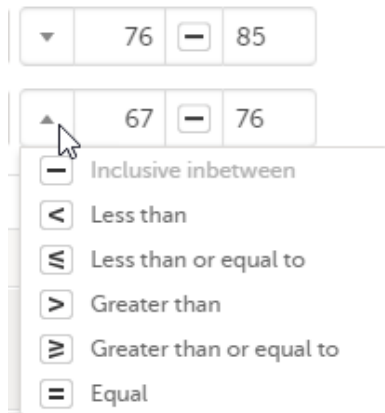 76 − 85
67 − 76
− Inclusive inbetween
< Less than
≤ Less than or equal to
> Greater than
≥ Greater than or equal to
= Equal